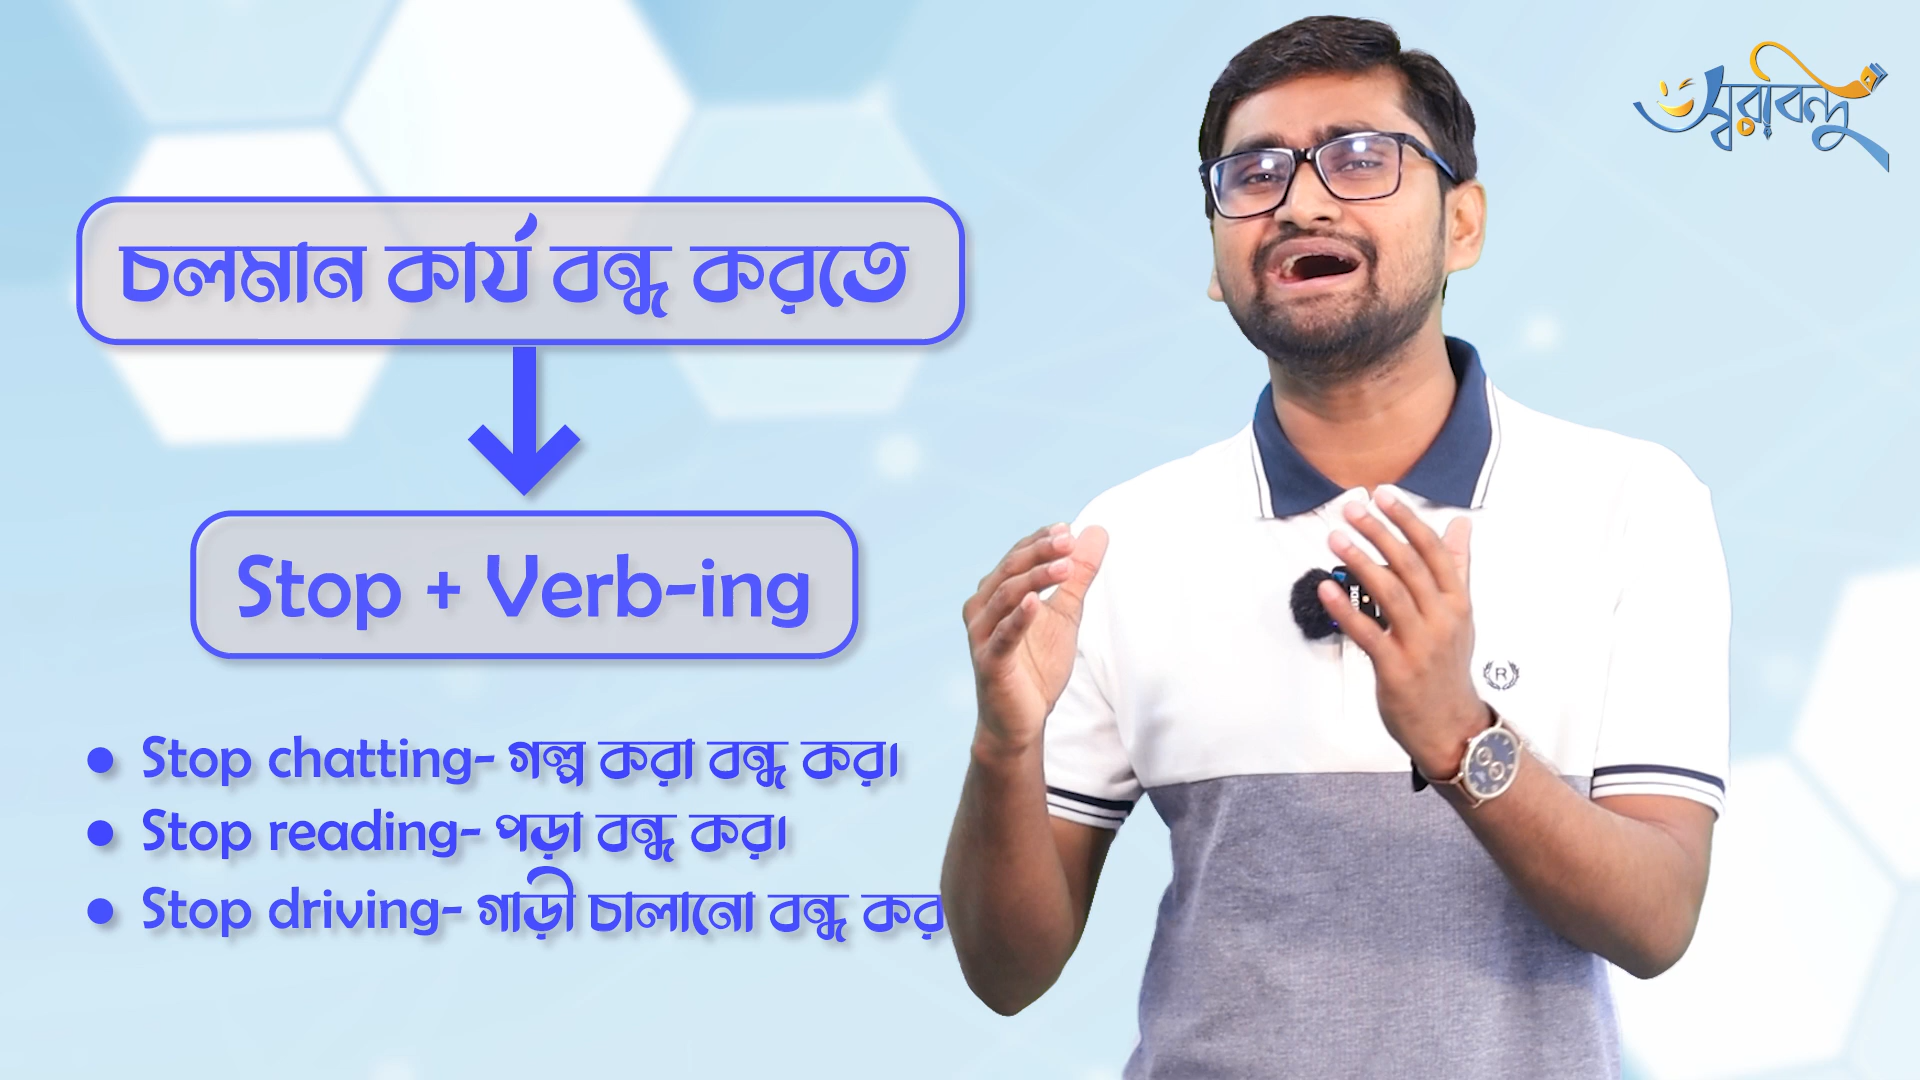 স্বরবিন্দু
চলমান কার্য বন্ধ করতে
Stop + Verb-ing
● Stop chatting- গল্প করা বন্ধ কর।
● Stop reading- পড়া বন্ধ কর।
● Stop driving- গাড়ী চালানো বন্ধ কর
R